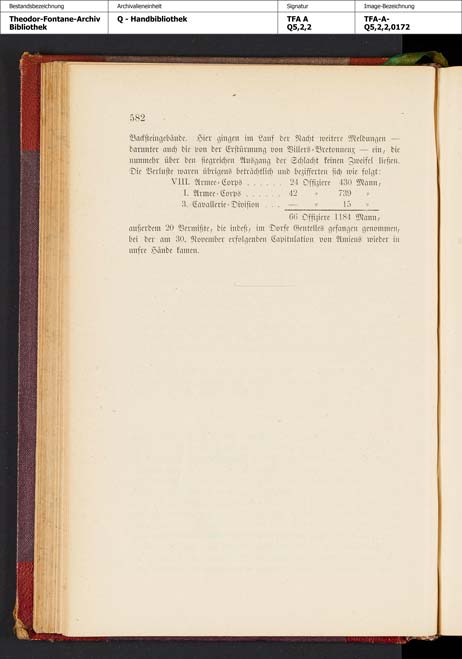 Bestandsbezeichnung Archivalieneinheit Signatur Image-Bezeichnung
Theodor-Fontane-Archiv Q - Handbibliothek TFA A TFA-A-
Bibliothek Q5,2,2 Q5,2,2,0172
582
Backsteingebäude. Hier gingen im Lauf der Nacht weitere Meldungen —
darunter auch die von der Erstürmung von Villers-Bretonneux — ein, die
nunmehr über den siegreichen Ausgang der Schlacht keinen Zweifel ließen.
Die Verluste waren übrigens beträchtlich und bezifferten sich wie folgt:
VIII. Armee-Corps . . . . . . 24 Offiziere 430 Mann,
I. Armee-Corps . . . . . . 42 „ 739 „
3. Cavallerie-Division . . . — „ 15 „
66 Offiziere 1184 Mann,
außerdem 20 Vermißte, die indeß, im Dorfe Gentelles gefangen genommen,
bei der am 30. November erfolgenden Capitulation von Amiens wieder in
unsre Hände kamen.